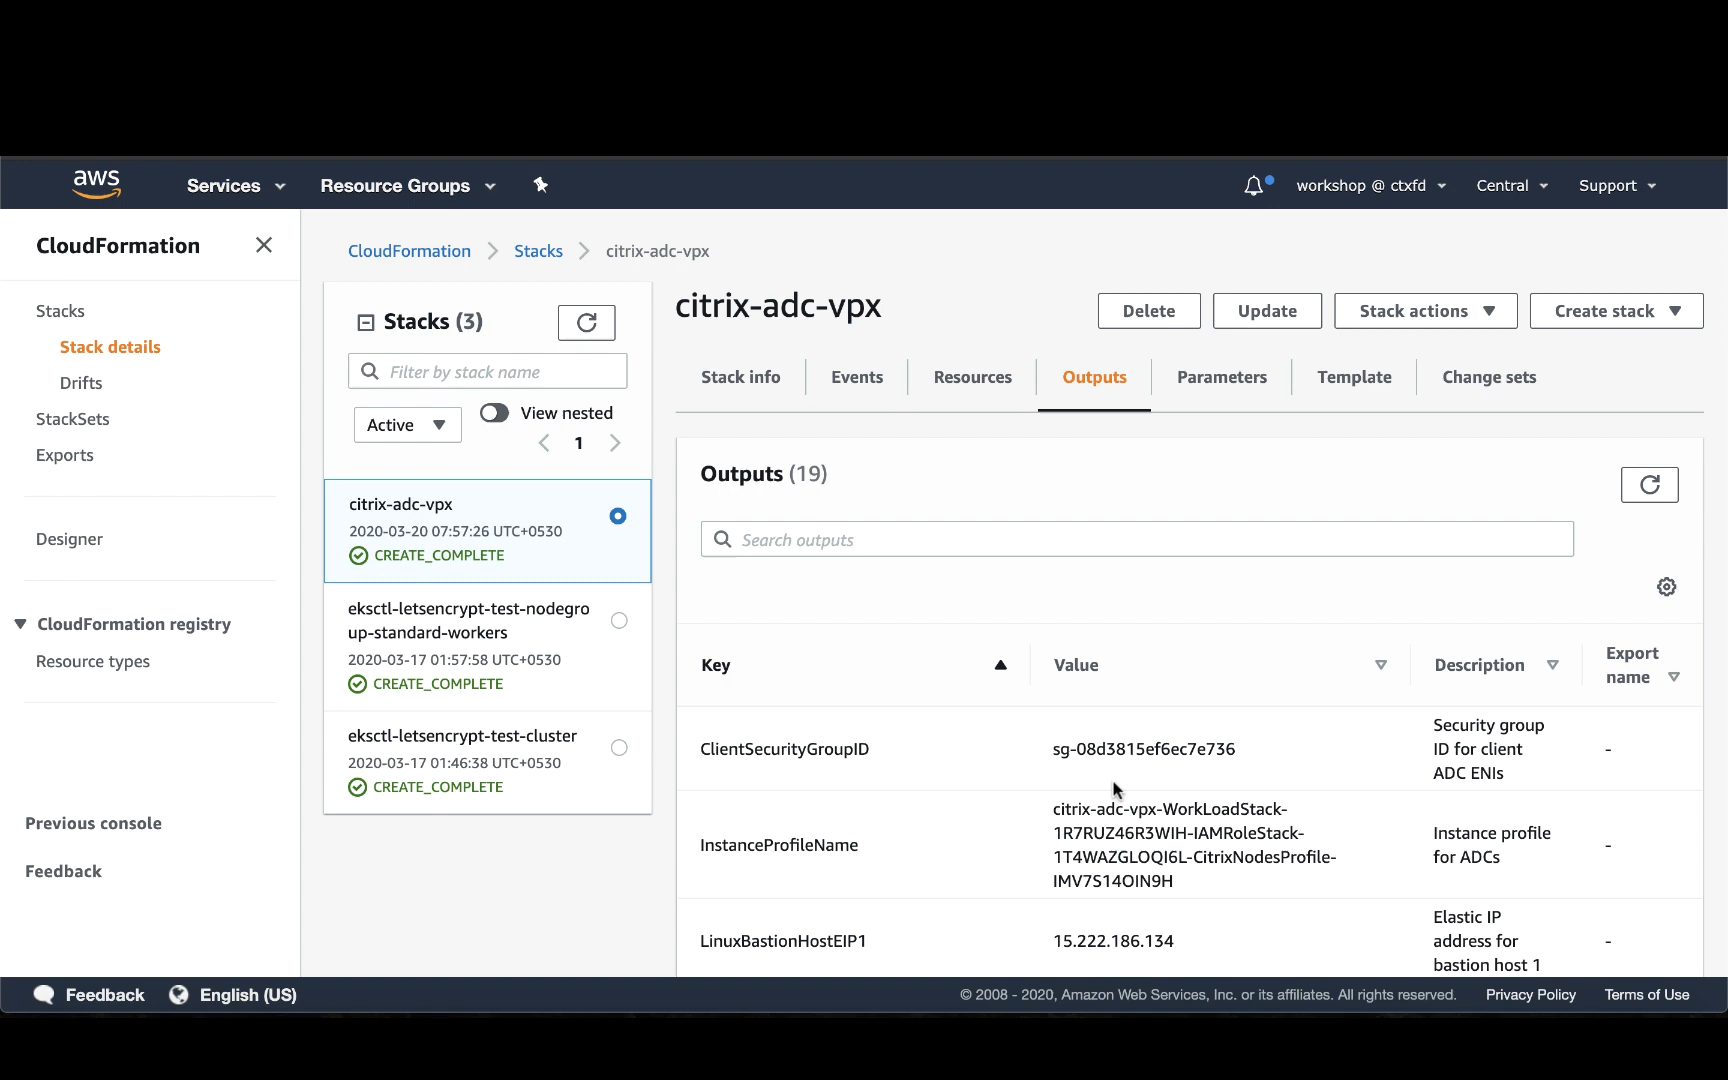 aws
Services
Resource Groups
workshop @ ctxfd
Central
Support
CloudFormation
Stacks
Stack details
Drifts
StackSets
Exports
Designer
CloudFormation registry
Resource types
Previous console
Feedback
CloudFormation
Stacks
citrix-adc-vpx
Stacks (3)
Filter by stack name
Active
View nested
1
citrix-adc-vpx
2020-03-20 07:57:26 UTC+0530
CREATE_COMPLETE
eksctl-letsencrypt-test-nodegro
up-standard-workers
2020-03-17 01:57:58 UTC+0530
CREATE_COMPLETE
eksctl-letsencrypt-test-cluster
2020-03-17 01:46:38 UTC+0530
CREATE_COMPLETE
citrix-adc-vpx
Delete
Update
Stack actions
Create stack
Stack info
Events
Resources
Outputs
Parameters
Template
Change sets
Outputs (19)
Search outputs
Key
Value
Description
Export
name
ClientSecurityGroupID
sg-08d3815ef6ec7e736
Security group
ID for client
ADC ENIs
-
InstanceProfileName
citrix-adc-vpx-WorkLoadStack-
1R7RUZ46R3WIH-IAMRoleStack-
1T4WAZGLOQI6L-CitrixNodesProfile-
IMV7S14OIN9H
Instance profile
for ADCs
-
LinuxBastionHostEIP1
15.222.186.134
Elastic IP
address for
bastion host 1
-
Feedback
English (US)
© 2008 - 2020, Amazon Web Services, Inc. or its affiliates. All rights reserved.
Privacy Policy
Terms of Use